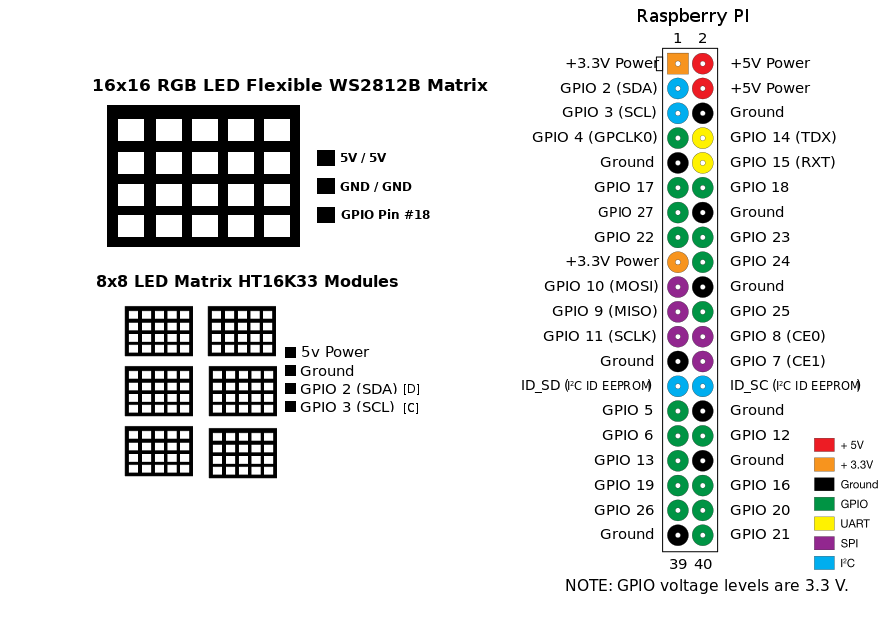 Raspberry PI
1 2
16x16 RGB LED Flexible WS2812B Matrix
5V / 5V
GND / GND
GPIO Pin #18
8x8 LED Matrix HT16K33 Modules
5v Power
Ground
GPIO 2 (SDA) [D]
GPIO 3 (SCL) [C]
+3.3V Power +5V Power
GPIO 2 (SDA) +5V Power
GPIO 3 (SCL) Ground
GPIO 4 (GPCLK0) GPIO 14 (TDX)
Ground GPIO 15 (RXT)
GPIO 17 GPIO 18
GPIO 27 Ground
GPIO 22 GPIO 23
+3.3V Power GPIO 24
GPIO 10 (MOSI) Ground
GPIO 9 (MISO) GPIO 25
GPIO 11 (SCLK) GPIO 8 (CE0)
Ground GPIO 7 (CE1)
ID_SD (I²C ID EEPROM) ID_SC (I²C ID EEPROM)
GPIO 5 Ground
GPIO 6 GPIO 12
GPIO 13 Ground
GPIO 19 GPIO 16
GPIO 26 GPIO 20
Ground GPIO 21
39 40
+ 5V
+ 3.3V
Ground
GPIO
UART
SPI
I²C
NOTE: GPIO voltage levels are 3.3 V.